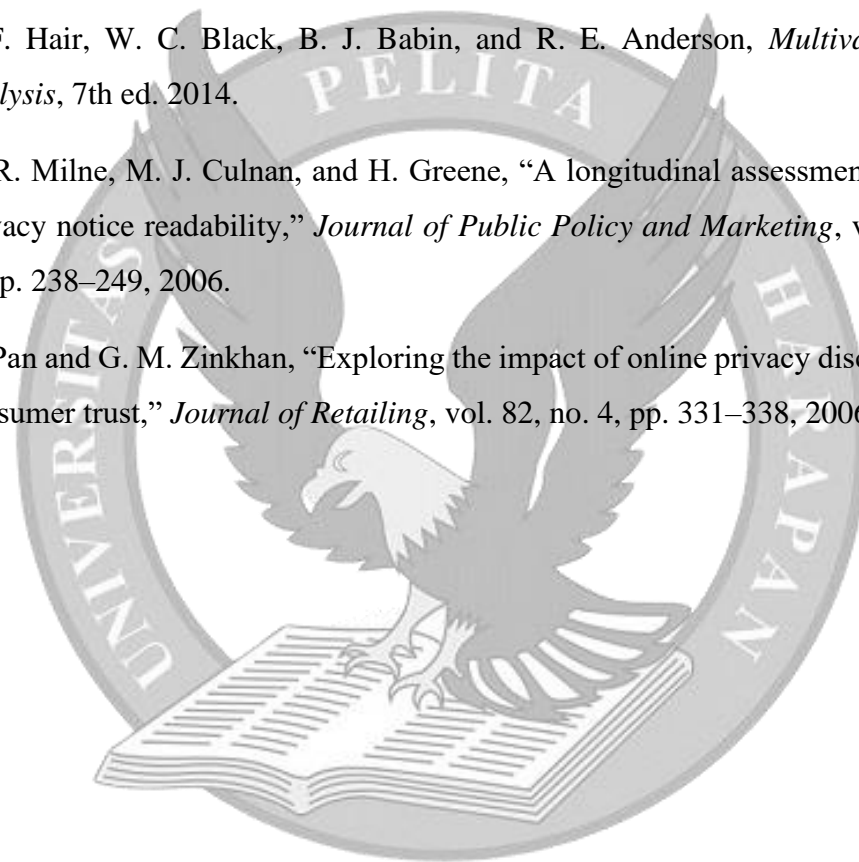 F. Hair, W. C. Black, B. J. Babin, and R. E. Anderson, Multiva
lysis, 7th ed. 2014.
R. Milne, M. J. Culnan, and H. Greene, “A longitudinal assessmen
vacy notice readability,” Journal of Public Policy and Marketing, v
p. 238–249, 2006.
Pan and G. M. Zinkhan, “Exploring the impact of online privacy disc
sumer trust,” Journal of Retailing, vol. 82, no. 4, pp. 331–338, 2006
UNIVERSITAS PELITA HARAPAN